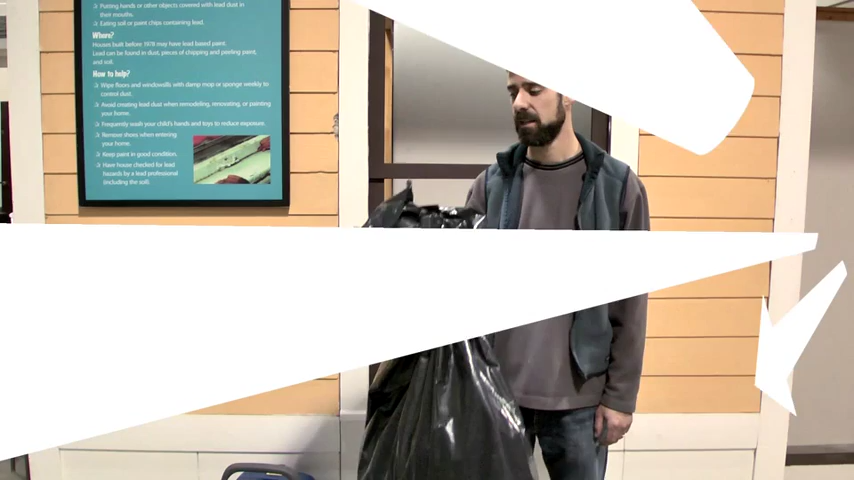 Putting hands or other objects covered with lead dust in
their mouths.
Eating soil or paint chips containing lead.
Where?
Houses built before 1978 may have lead based paint.
Lead can be found in dust, pieces of chipping and peeling paint,
and soil.
How to help?
Wipe floors and windowsills with damp mop or sponge weekly to
control dust.
Avoid creating lead dust when remodeling, renovating, or painting
your home.
Frequently wash your child's hands and toys to reduce exposure.
Remove shoes when entering
your home.
Keep paint in good condition.
Have house checked for lead
hazards by a lead professional
(including the soil).